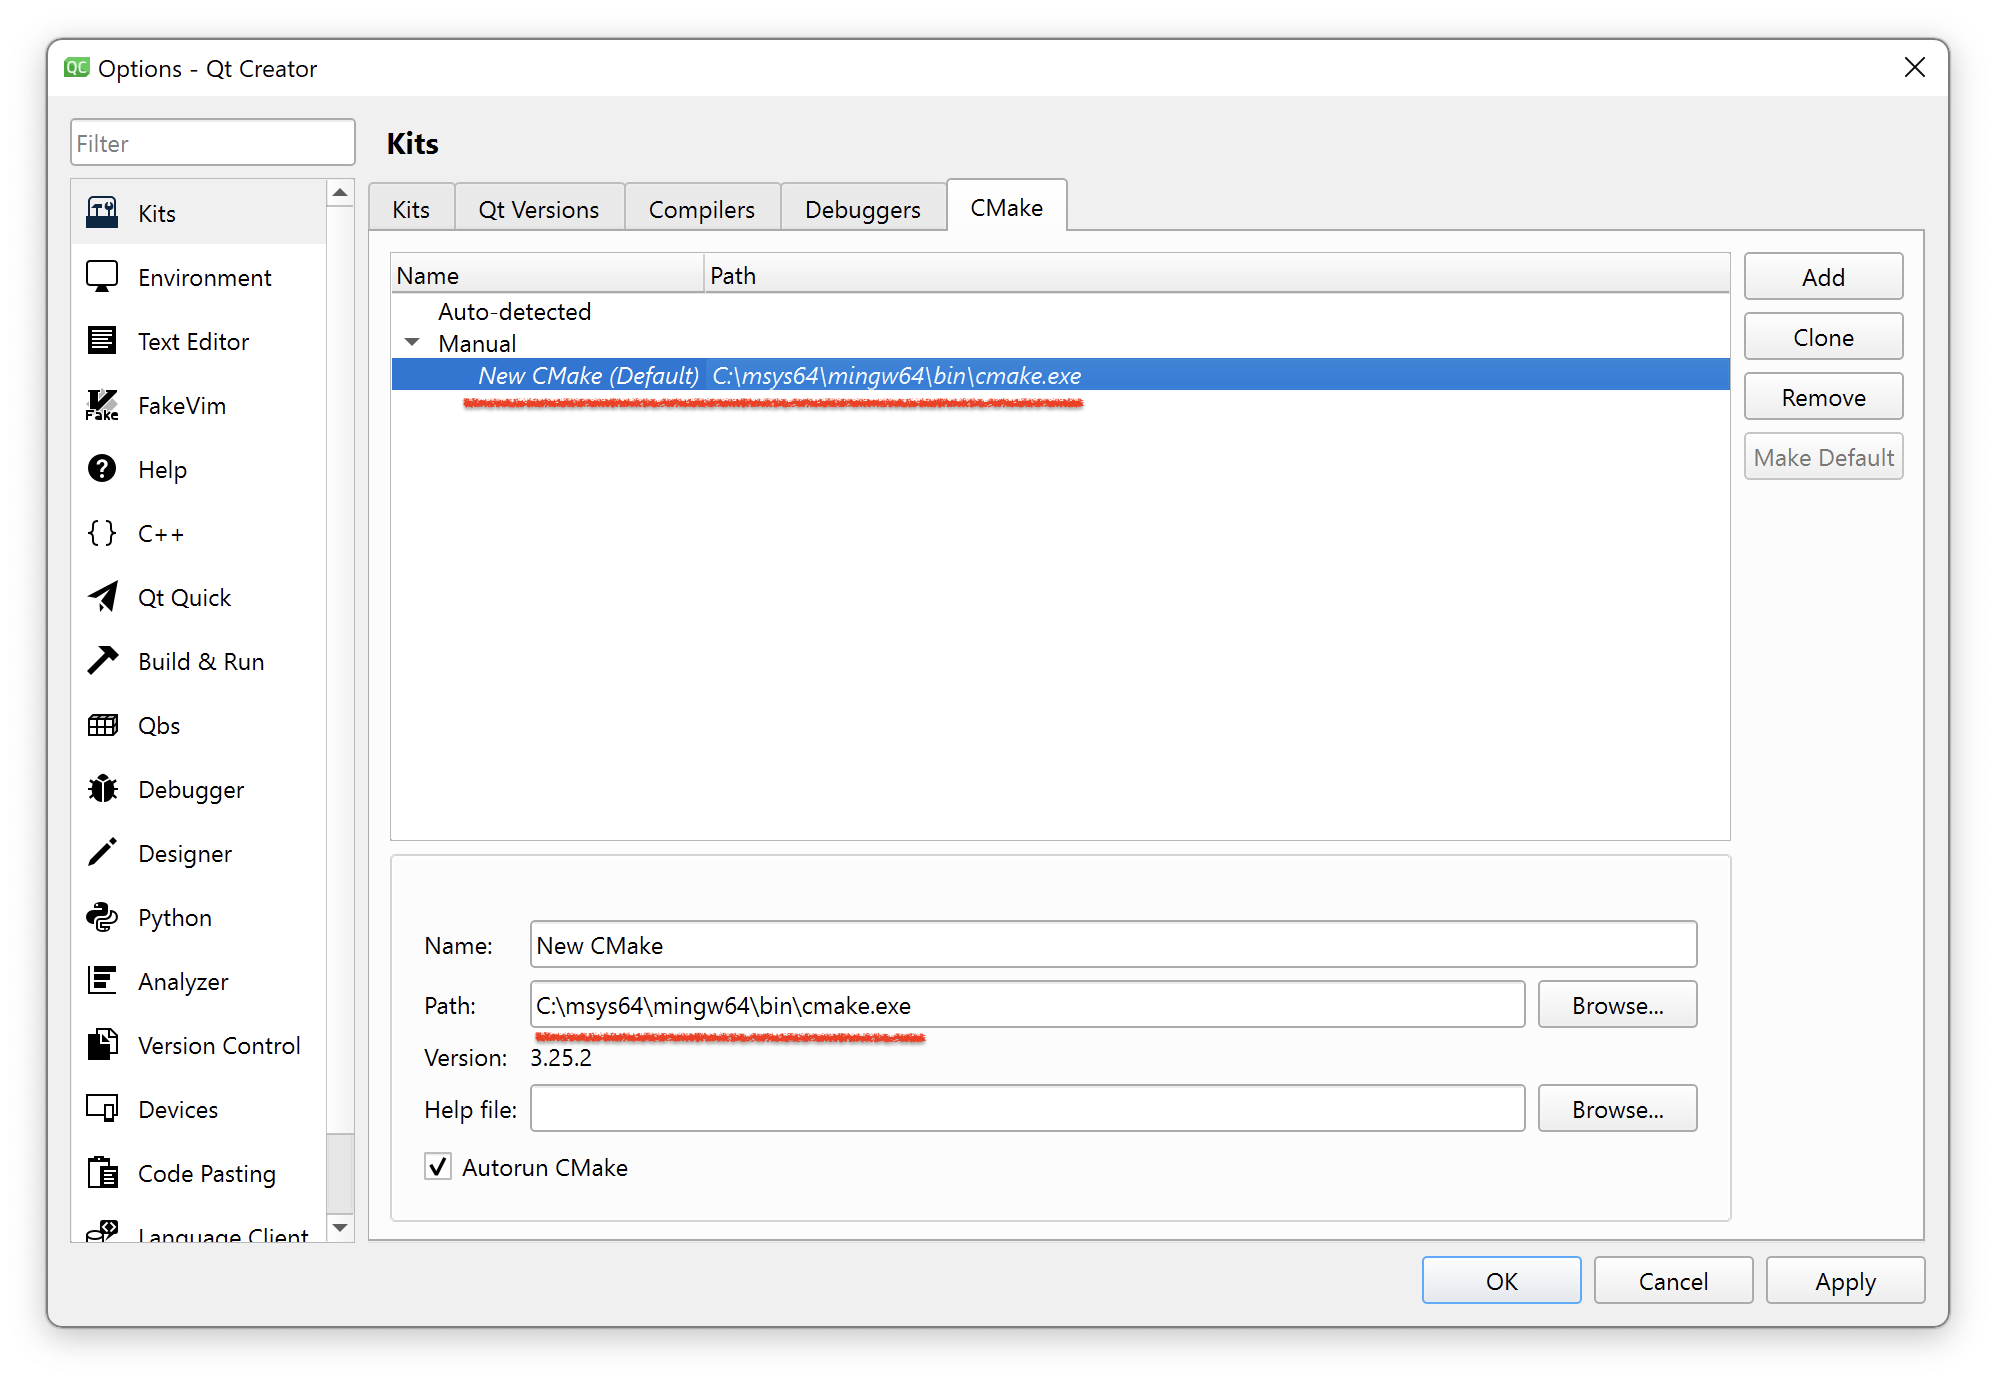 QC Options - Qt Creator
Filter
Kits
Environment
Text Editor
Fake FakeVim
Help
C++
Qt Quick
Build & Run
Qbs
Debugger
Designer
Python
Analyzer
Version Control
Devices
Code Pasting
Language Client
Kits
Kits Qt Versions Compilers Debuggers CMake
Name Path
Auto-detected
Manual
New CMake (Default) C:\msys64\mingw64\bin\cmake.exe
Add
Clone
Remove
Make Default
Name: New CMake
Path: C:\msys64\mingw64\bin\cmake.exe Browse...
Version: 3.25.2
Help file: Browse...
Autorun CMake
OK Cancel Apply